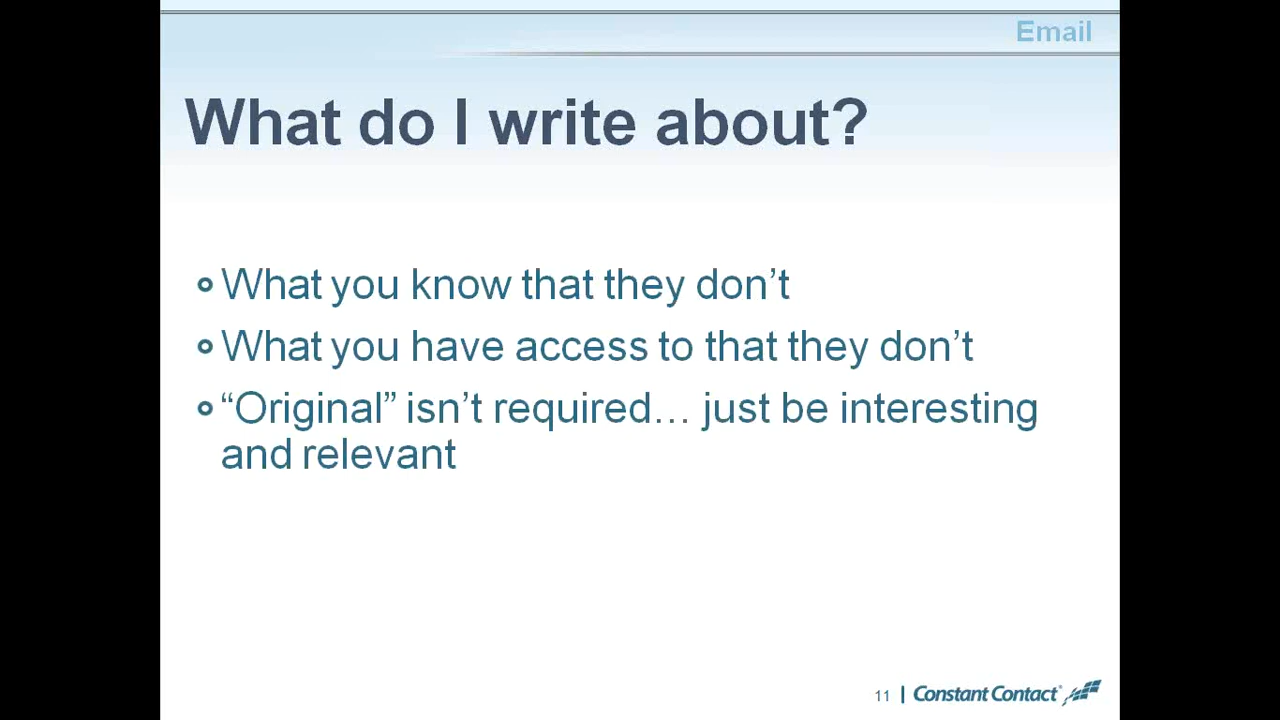 Email
What do I write about?
What you know that they don’t
What you have access to that they don’t
“Original” isn’t required… just be interesting
and relevant
11 | Constant Contact®